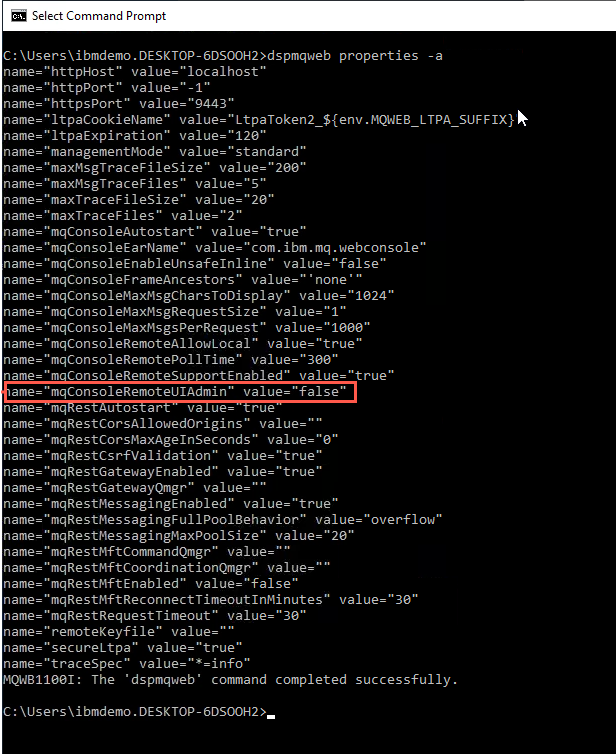 Select Command Prompt
C:\Users\ibmdemo.DESKTOP-6DSOOH2>dspmqweb properties -a
name="httpHost" value="localhost"
name="httpPort" value="-1"
name="httpsPort" value="9443"
name="ltpaCookieName" value="LtpaToken2_${env.MQWEB_LTPA_SUFFIX}"
name="ltpaExpiration" value="120"
name="managementMode" value="standard"
name="maxMsgTraceFileSize" value="200"
name="maxMsgTraceFiles" value="5"
name="maxTraceFileSize" value="20"
name="maxTraceFiles" value="2"
name="mqConsoleAutostart" value="true"
name="mqConsoleEarName" value="com.ibm.mq.webconsole"
name="mqConsoleEnableUnsafeInline" value="false"
name="mqConsoleFrameAncestors" value="'none'"
name="mqConsoleMaxMsgCharsToDisplay" value="1024"
name="mqConsoleMaxMsgRequestSize" value="1"
name="mqConsoleMaxMsgsPerRequest" value="1000"
name="mqConsoleRemoteAllowLocal" value="true"
name="mqConsoleRemotePollTime" value="300"
name="mqConsoleRemoteSupportEnabled" value="true"
name="mqConsoleRemoteUIAdmin" value="false"
name="mqRestAutostart" value="true"
name="mqRestCorsAllowedOrigins" value=""
name="mqRestCorsMaxAgeInSeconds" value="0"
name="mqRestCsrfValidation" value="true"
name="mqRestGatewayEnabled" value="true"
name="mqRestGatewayQmgr" value=""
name="mqRestMessagingEnabled" value="true"
name="mqRestMessagingFullPoolBehavior" value="overflow"
name="mqRestMessagingMaxPoolSize" value="20"
name="mqRestMftCommandQmgr" value=""
name="mqRestMftCoordinationQmgr" value=""
name="mqRestMftEnabled" value="false"
name="mqRestMftReconnectTimeoutInMinutes" value="30"
name="mqRestRequestTimeout" value="30"
name="remoteKeyfile" value=""
name="secureLtpa" value="true"
name="traceSpec" value="*=info"
MQWB1100I: The 'dspmqweb' command completed successfully.
C:\Users\ibmdemo.DESKTOP-6DSOOH2>